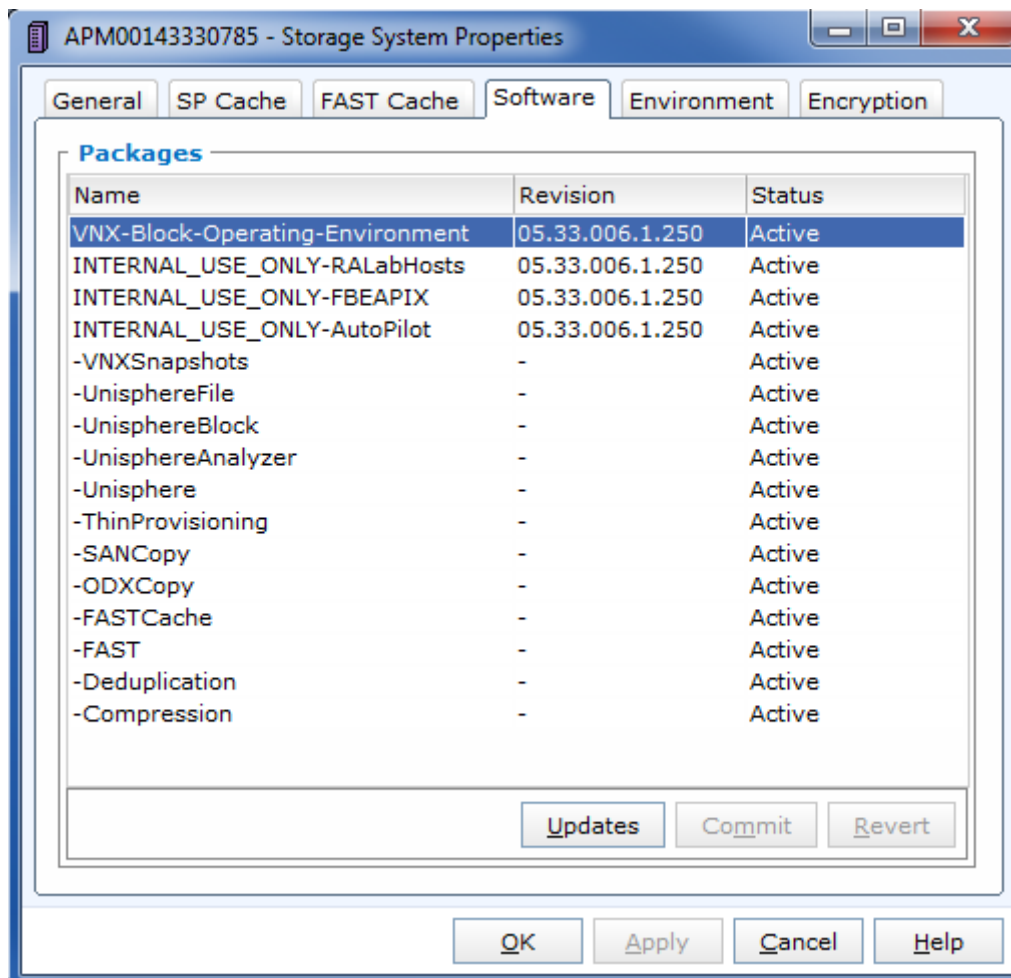 APM00143330785 - Storage System Properties
General SP Cache FAST Cache Software Environment Encryption
Packages
Name Revision Status
VNX-Block-Operating-Environment 05.33.006.1.250 Active
INTERNAL_USE_ONLY-RALabHosts 05.33.006.1.250 Active
INTERNAL_USE_ONLY-FBEAPIX 05.33.006.1.250 Active
INTERNAL_USE_ONLY-AutoPilot 05.33.006.1.250 Active
-VNXSnapshots - Active
-UnisphereFile - Active
-UnisphereBlock - Active
-UnisphereAnalyzer - Active
-Unisphere - Active
-ThinProvisioning - Active
-SANCopy - Active
-ODXCopy - Active
-FASTCache - Active
-FAST - Active
-Deduplication - Active
-Compression - Active
Updates Commit Revert
OK Apply Cancel Help